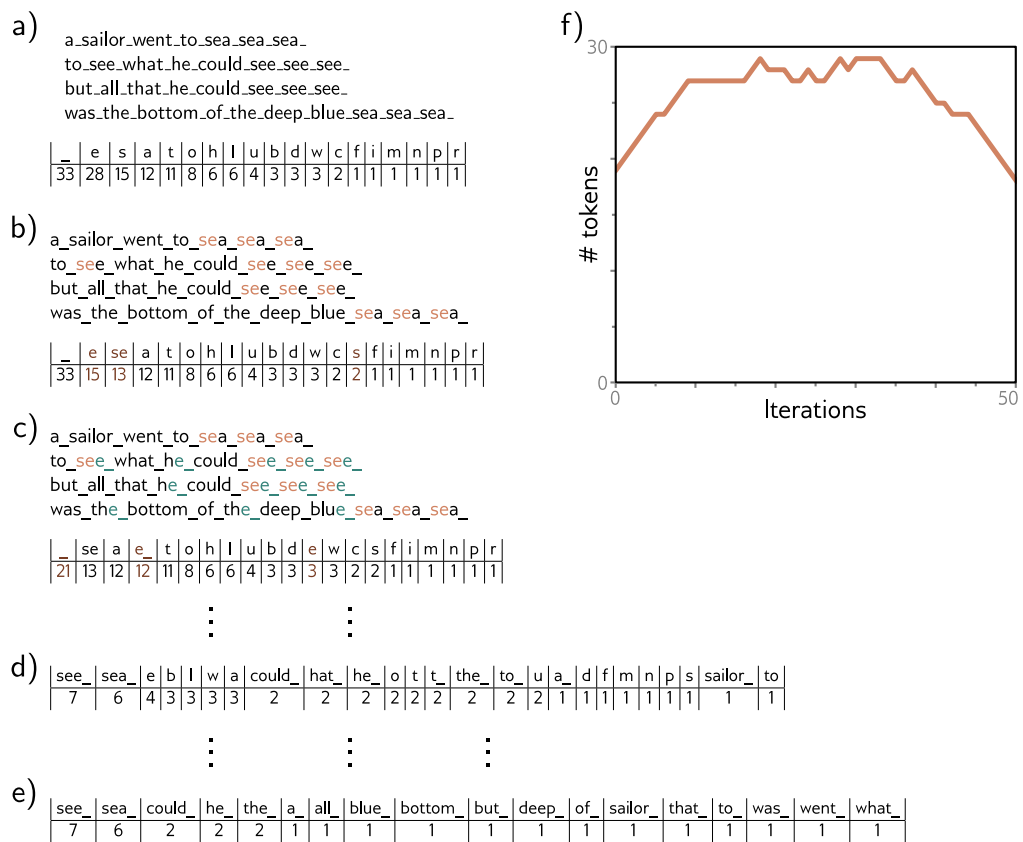 a)
a_sailor_went_to_sea_sea_sea_
to_see_what_he_could_see_see_see_
but_all_that_he_could_see_see_see_
was_the_bottom_of_the_deep_blue_sea_sea_sea_
_ e s a t o h l u b d w c f i m n p r
33 28 15 12 11 8 6 6 4 3 3 3 2 1 1 1 1 1 1
b)
a_sailor_went_to_sea_sea_sea_
to_see_what_he_could_see_see_see_
but_all_that_he_could_see_see_see_
was_the_bottom_of_the_deep_blue_sea_sea_sea_
_ e se a t o h l u b d w c s f i m n p r
33 15 13 12 11 8 6 6 4 3 3 3 2 2 1 1 1 1 1 1
c)
a_sailor_went_to_sea_sea_sea_
to_see_what_he_could_see_see_see_
but_all_that_he_could_see_see_see_
was_the_bottom_of_the_deep_blue_sea_sea_sea_
_ se a e_ t o h l u b d e w c s f i m n p r
21 13 12 12 11 8 6 6 4 3 3 3 3 2 2 1 1 1 1 1 1
d)
see_ sea_ e b l w a could_ hat_ he_ o t t_ the_ to_ u a_ d f m n p s sailor_ to
7 6 4 3 3 3 3 2 2 2 2 2 2 2 2 2 1 1 1 1 1 1 1 1 1
e)
see_ sea_ could_ he_ the_ a_ all_ blue_ bottom_ but_ deep_ of_ sailor_ that_ to_ was_ went_ what_
7 6 2 2 2 1 1 1 1 1 1 1 1 1 1 1 1 1
f)
30
# tokens
0
0 50
Iterations